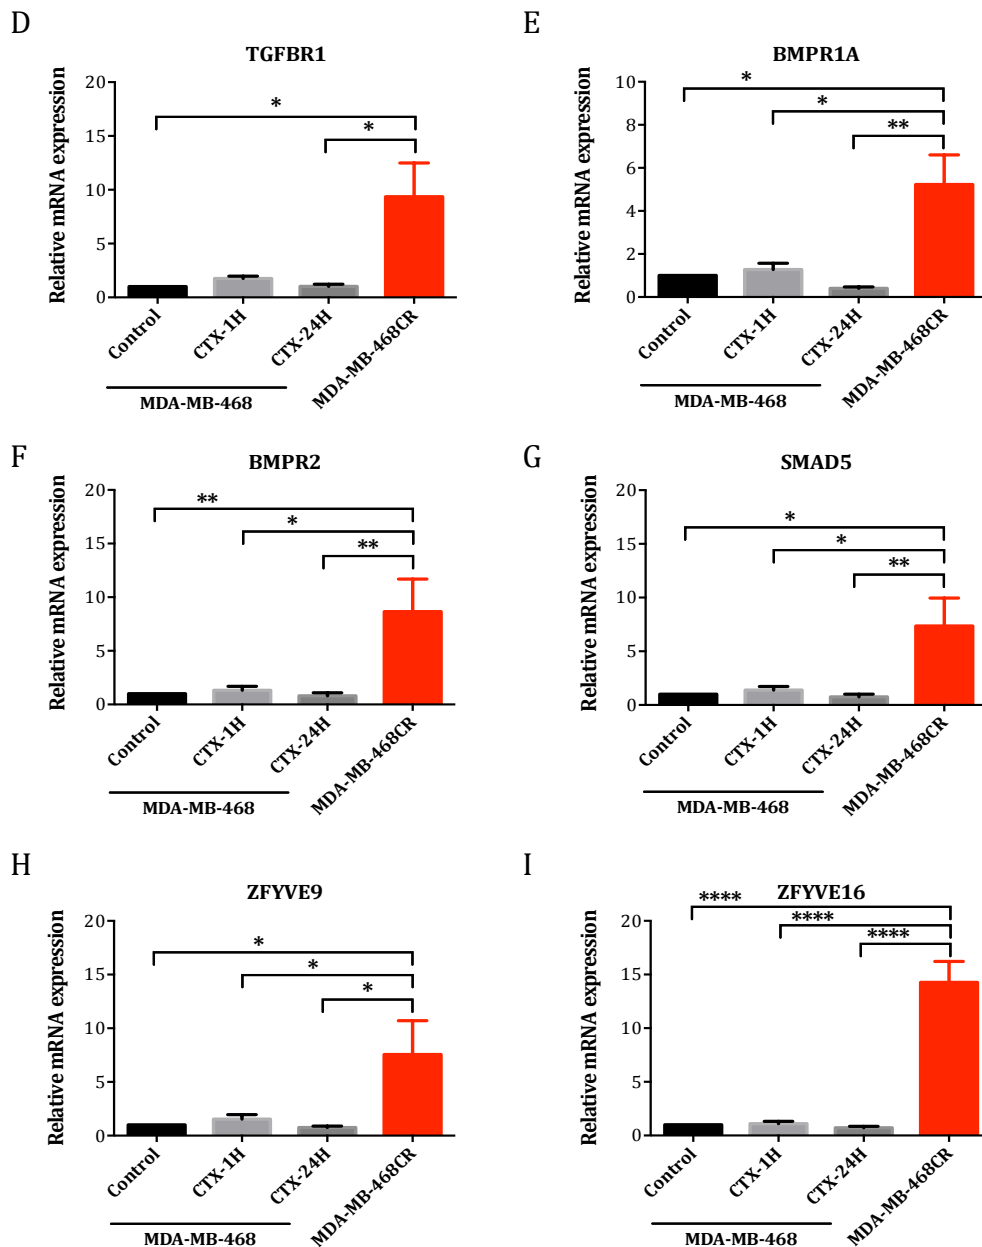 D
TGFBR1
Relative mRNA expression
20
15
10
5
0
*
*
Control
CTX-1H
CTX-24H
MDA-MB-468CR
MDA-MB-468
E
BMPR1A
Relative mRNA expression
10
8
6
4
2
0
*
*
**
Control
CTX-1H
CTX-24H
MDA-MB-468CR
MDA-MB-468
F
BMPR2
Relative mRNA expression
20
15
10
5
0
**
*
**
Control
CTX-1H
CTX-24H
MDA-MB-468CR
MDA-MB-468
G
SMAD5
Relative mRNA expression
20
15
10
5
0
*
*
**
Control
CTX-1H
CTX-24H
MDA-MB-468CR
MDA-MB-468
H
ZFYVE9
Relative mRNA expression
20
15
10
5
0
*
*
*
Control
CTX-1H
CTX-24H
MDA-MB-468CR
MDA-MB-468
I
ZFYVE16
Relative mRNA expression
20
15
10
5
0
****
****
****
Control
CTX-1H
CTX-24H
MDA-MB-468CR
MDA-MB-468